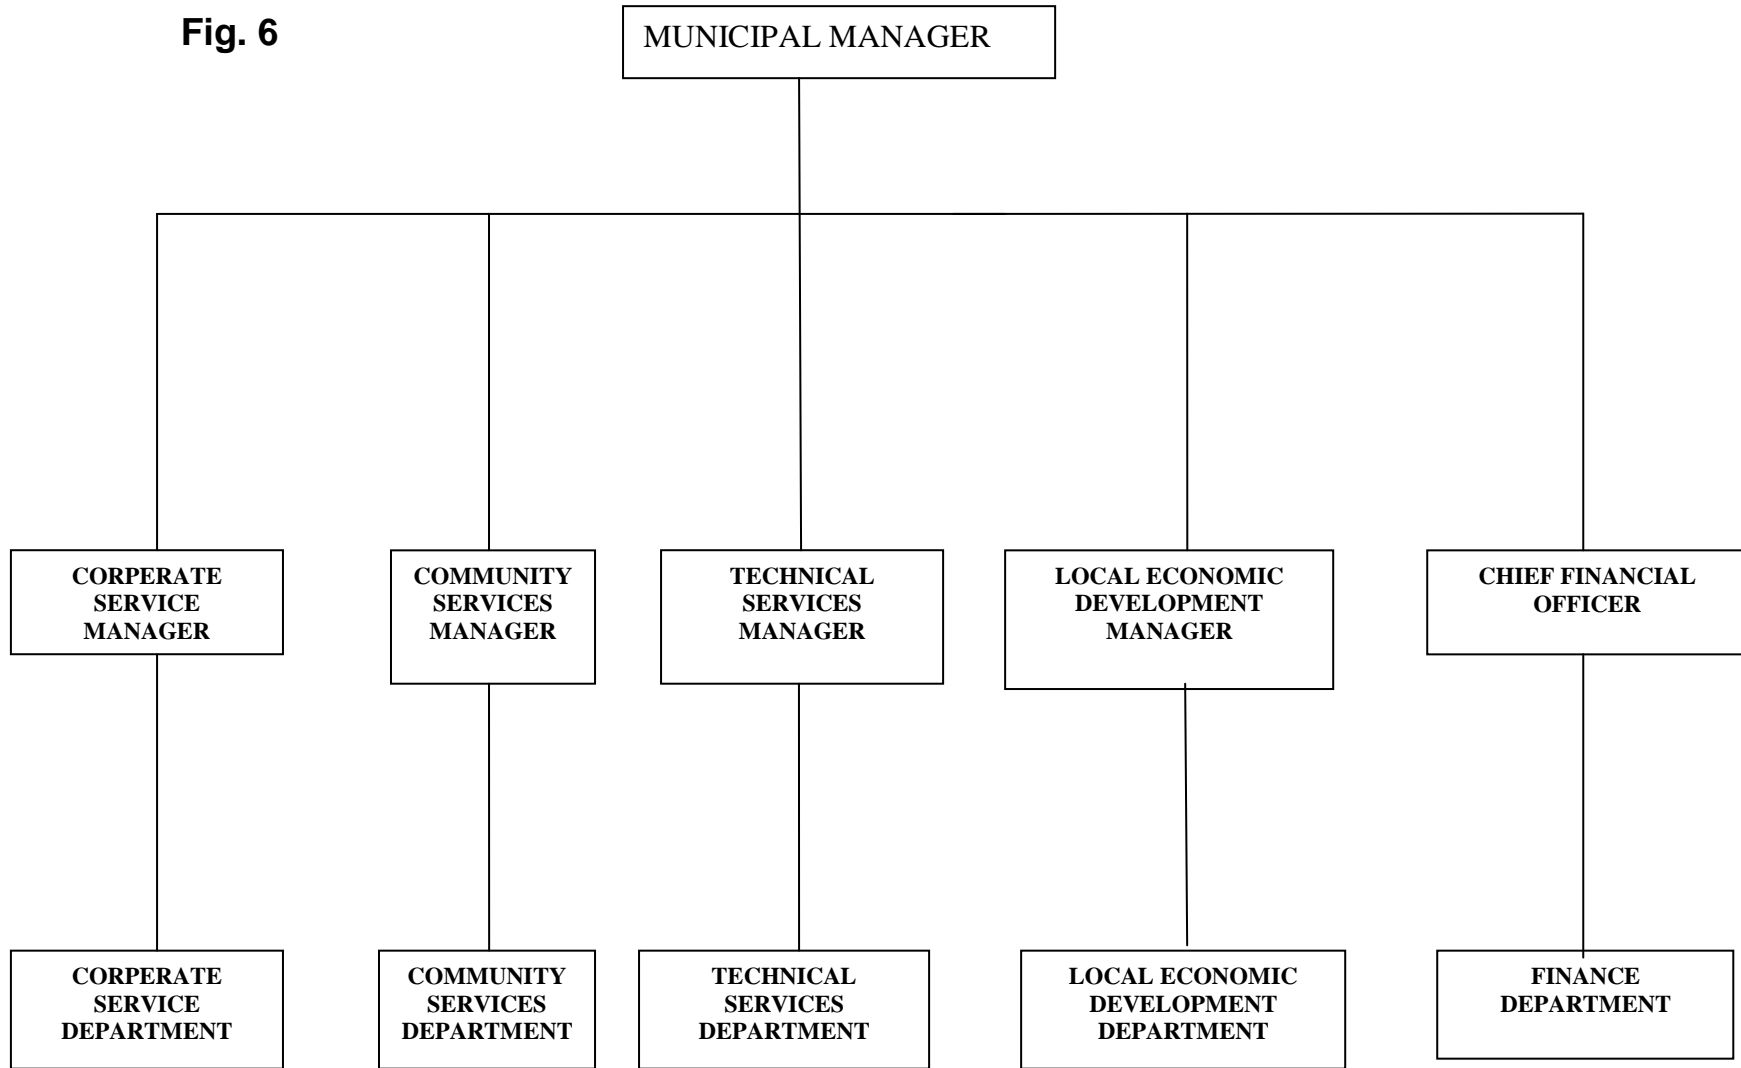 Fig. 6
MUNICIPAL MANAGER
CORPERATE
SERVICE
MANAGER
COMMUNITY
SERVICES
MANAGER
TECHNICAL
SERVICES
MANAGER
LOCAL ECONOMIC
DEVELOPMENT
MANAGER
CHIEF FINANCIAL
OFFICER
CORPERATE
SERVICE
DEPARTMENT
COMMUNITY
SERVICES
DEPARTMENT
TECHNICAL
SERVICES
DEPARTMENT
LOCAL ECONOMIC
DEVELOPMENT
DEPARTMENT
FINANCE
DEPARTMENT